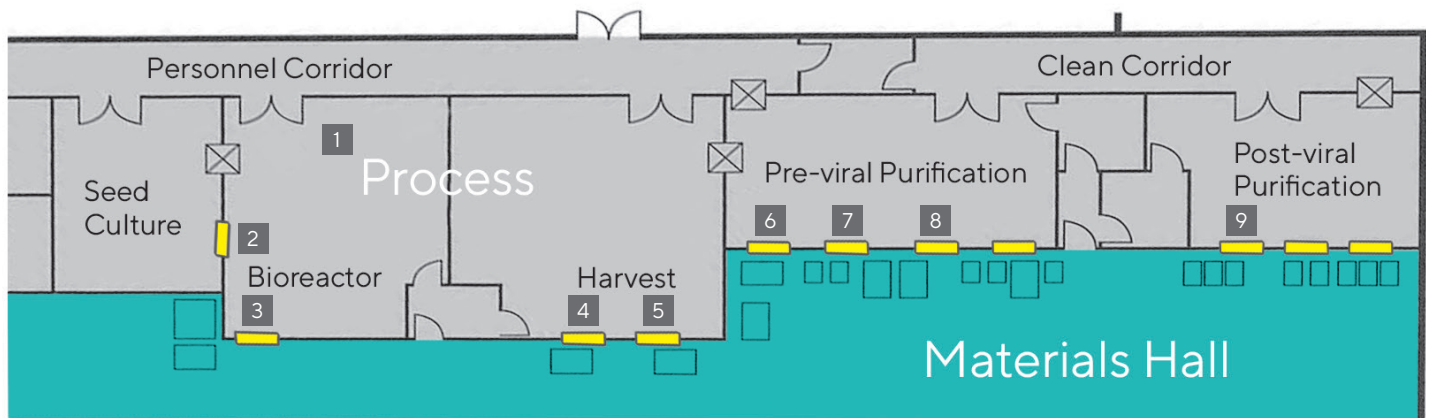 Personnel Corridor
Clean Corridor
1
Process
Pre-viral Purification
Post-viral
Purification
Seed
Culture
2
6
7
8
9
Bioreactor
Harvest
3
4
5
Materials Hall